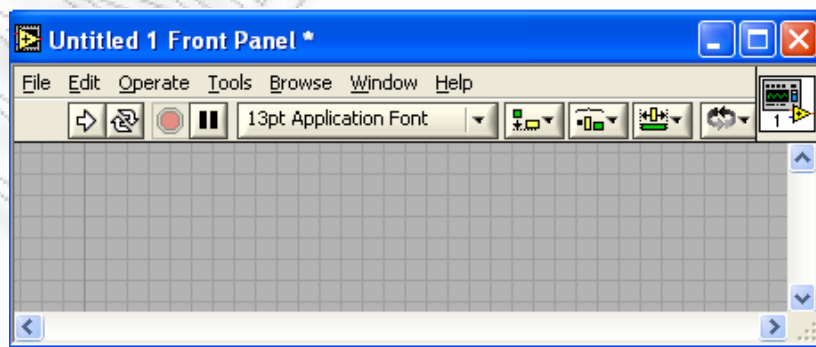 Untitled 1 Front Panel *
File Edit Operate Tools Browse Window Help
13pt Application Font
1